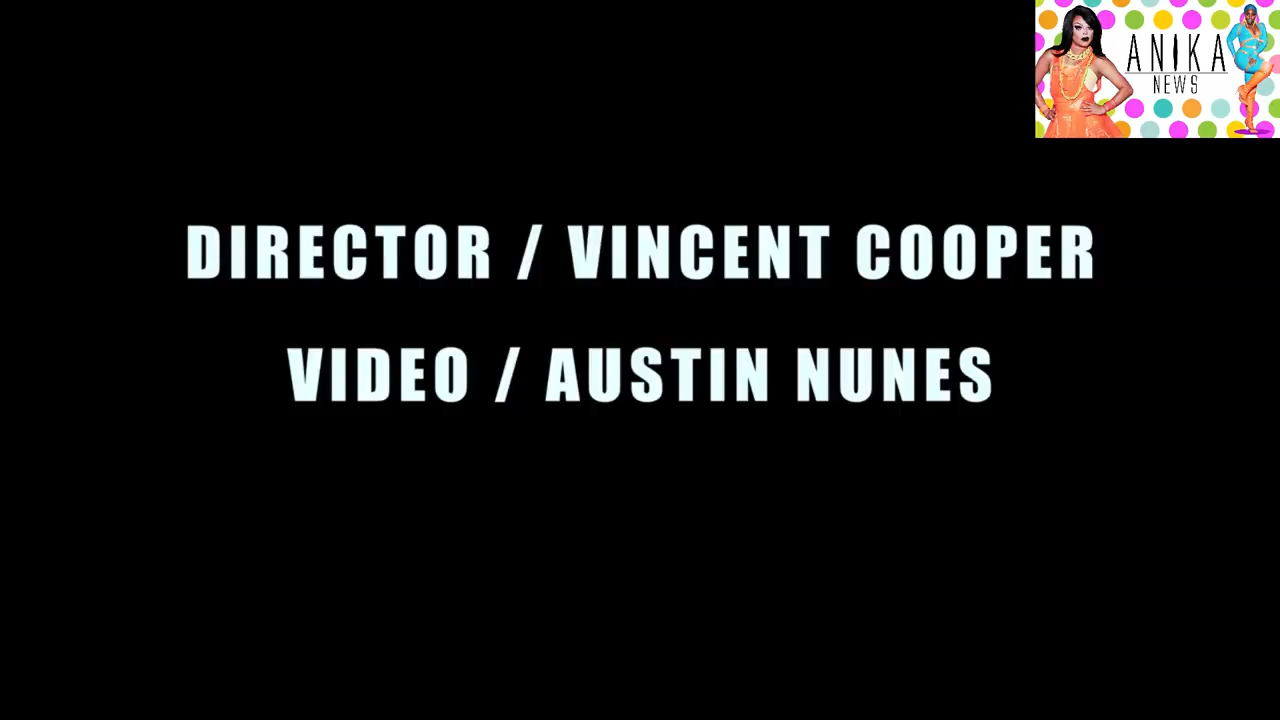 ANIKA
NEWS
DIRECTOR / VINCENT COOPER
VIDEO / AUSTIN NUNES